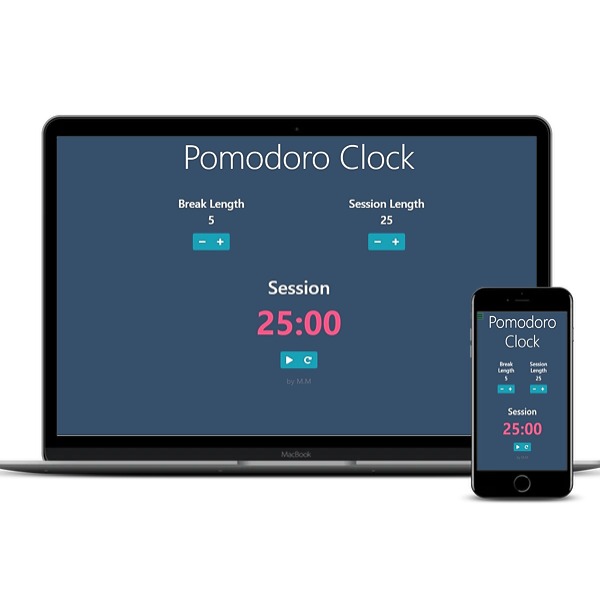 Pomodoro Clock
Break Length
5
Session Length
25
Session
25:00
by M.M
MacBook
Pomodoro
Clock
Break
Length
5
Session
Length
25
Session
25:00
by M.M